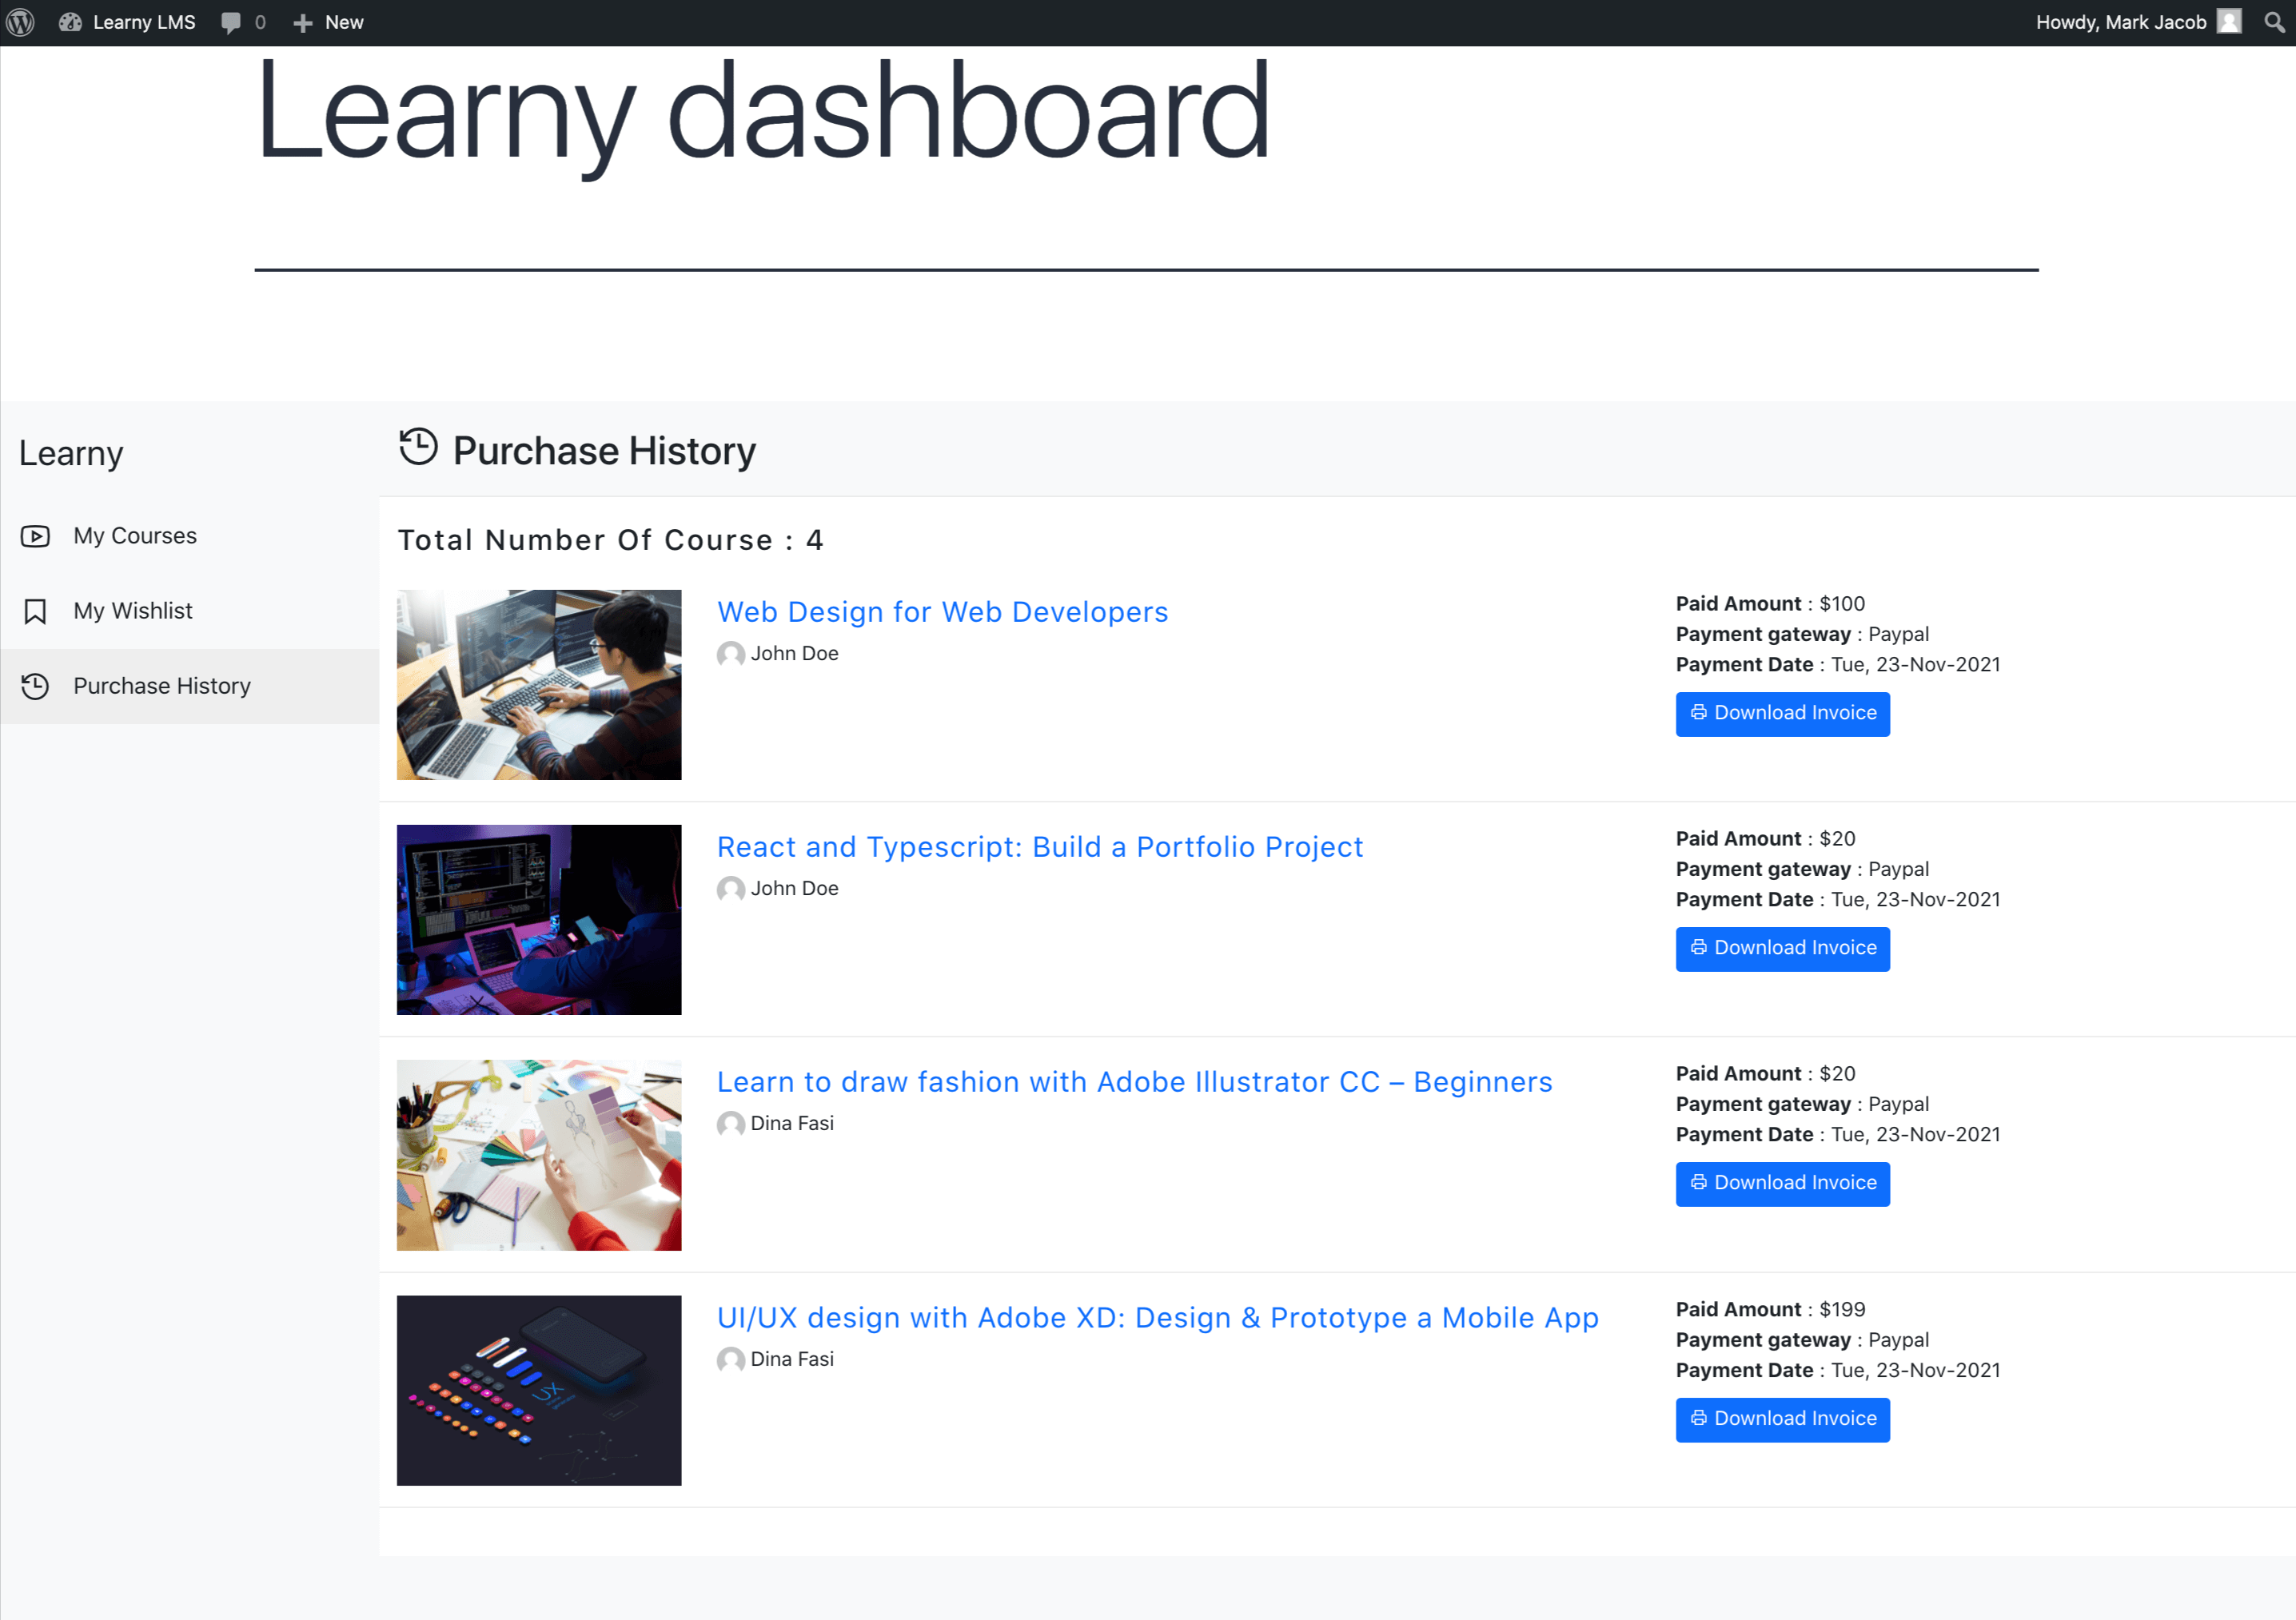 Learny LMS 0 New Howdy, Mark Jacob
Learny dashboard
Learny
My Courses
My Wishlist
Purchase History
Purchase History
Total Number Of Course : 4
Web Design for Web Developers
John Doe
Paid Amount : $100
Payment gateway : Paypal
Payment Date : Tue, 23-Nov-2021
Download Invoice
React and Typescript: Build a Portfolio Project
John Doe
Paid Amount : $20
Payment gateway : Paypal
Payment Date : Tue, 23-Nov-2021
Download Invoice
Learn to draw fashion with Adobe Illustrator CC – Beginners
Dina Fasi
Paid Amount : $20
Payment gateway : Paypal
Payment Date : Tue, 23-Nov-2021
Download Invoice
UX
UI/UX design with Adobe XD: Design & Prototype a Mobile App
Dina Fasi
Paid Amount : $199
Payment gateway : Paypal
Payment Date : Tue, 23-Nov-2021
Download Invoice